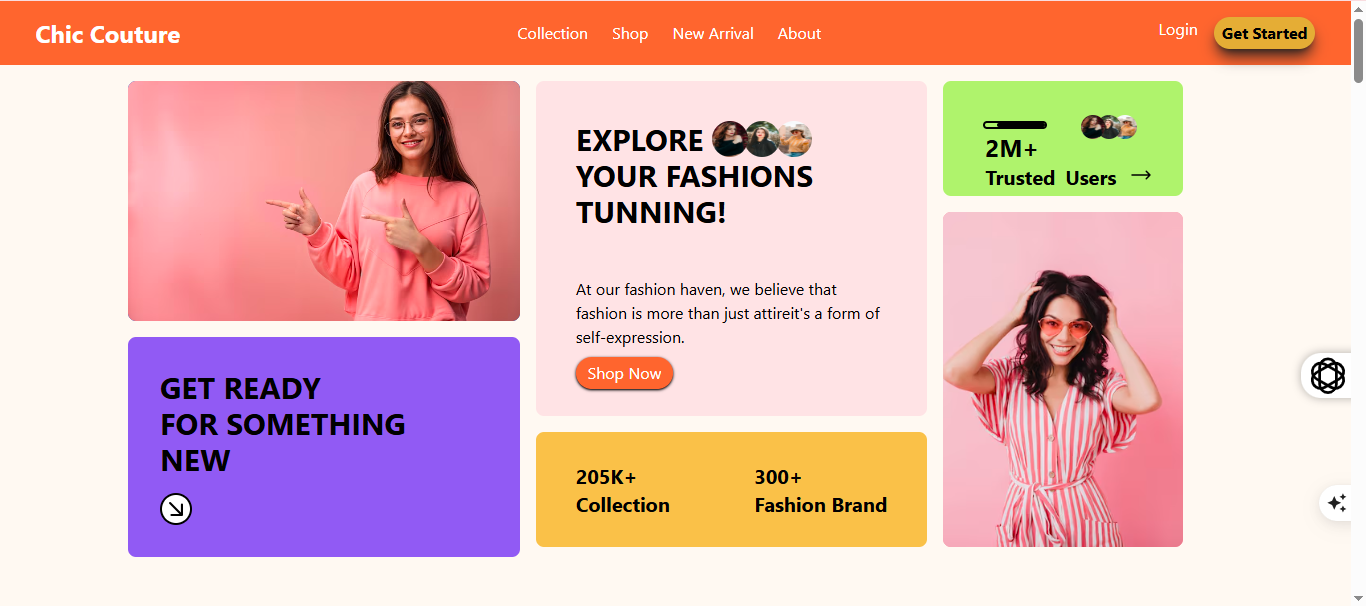 Chic Couture
Collection
Shop
New Arrival
About
Login
Get Started
EXPLORE
YOUR FASHIONS
TUNNING!
At our fashion haven, we believe that
fashion is more than just attireit's a form of
self-expression.
Shop Now
2M+
Trusted Users
GET READY
FOR SOMETHING
NEW
205K+
Collection
300+
Fashion Brand